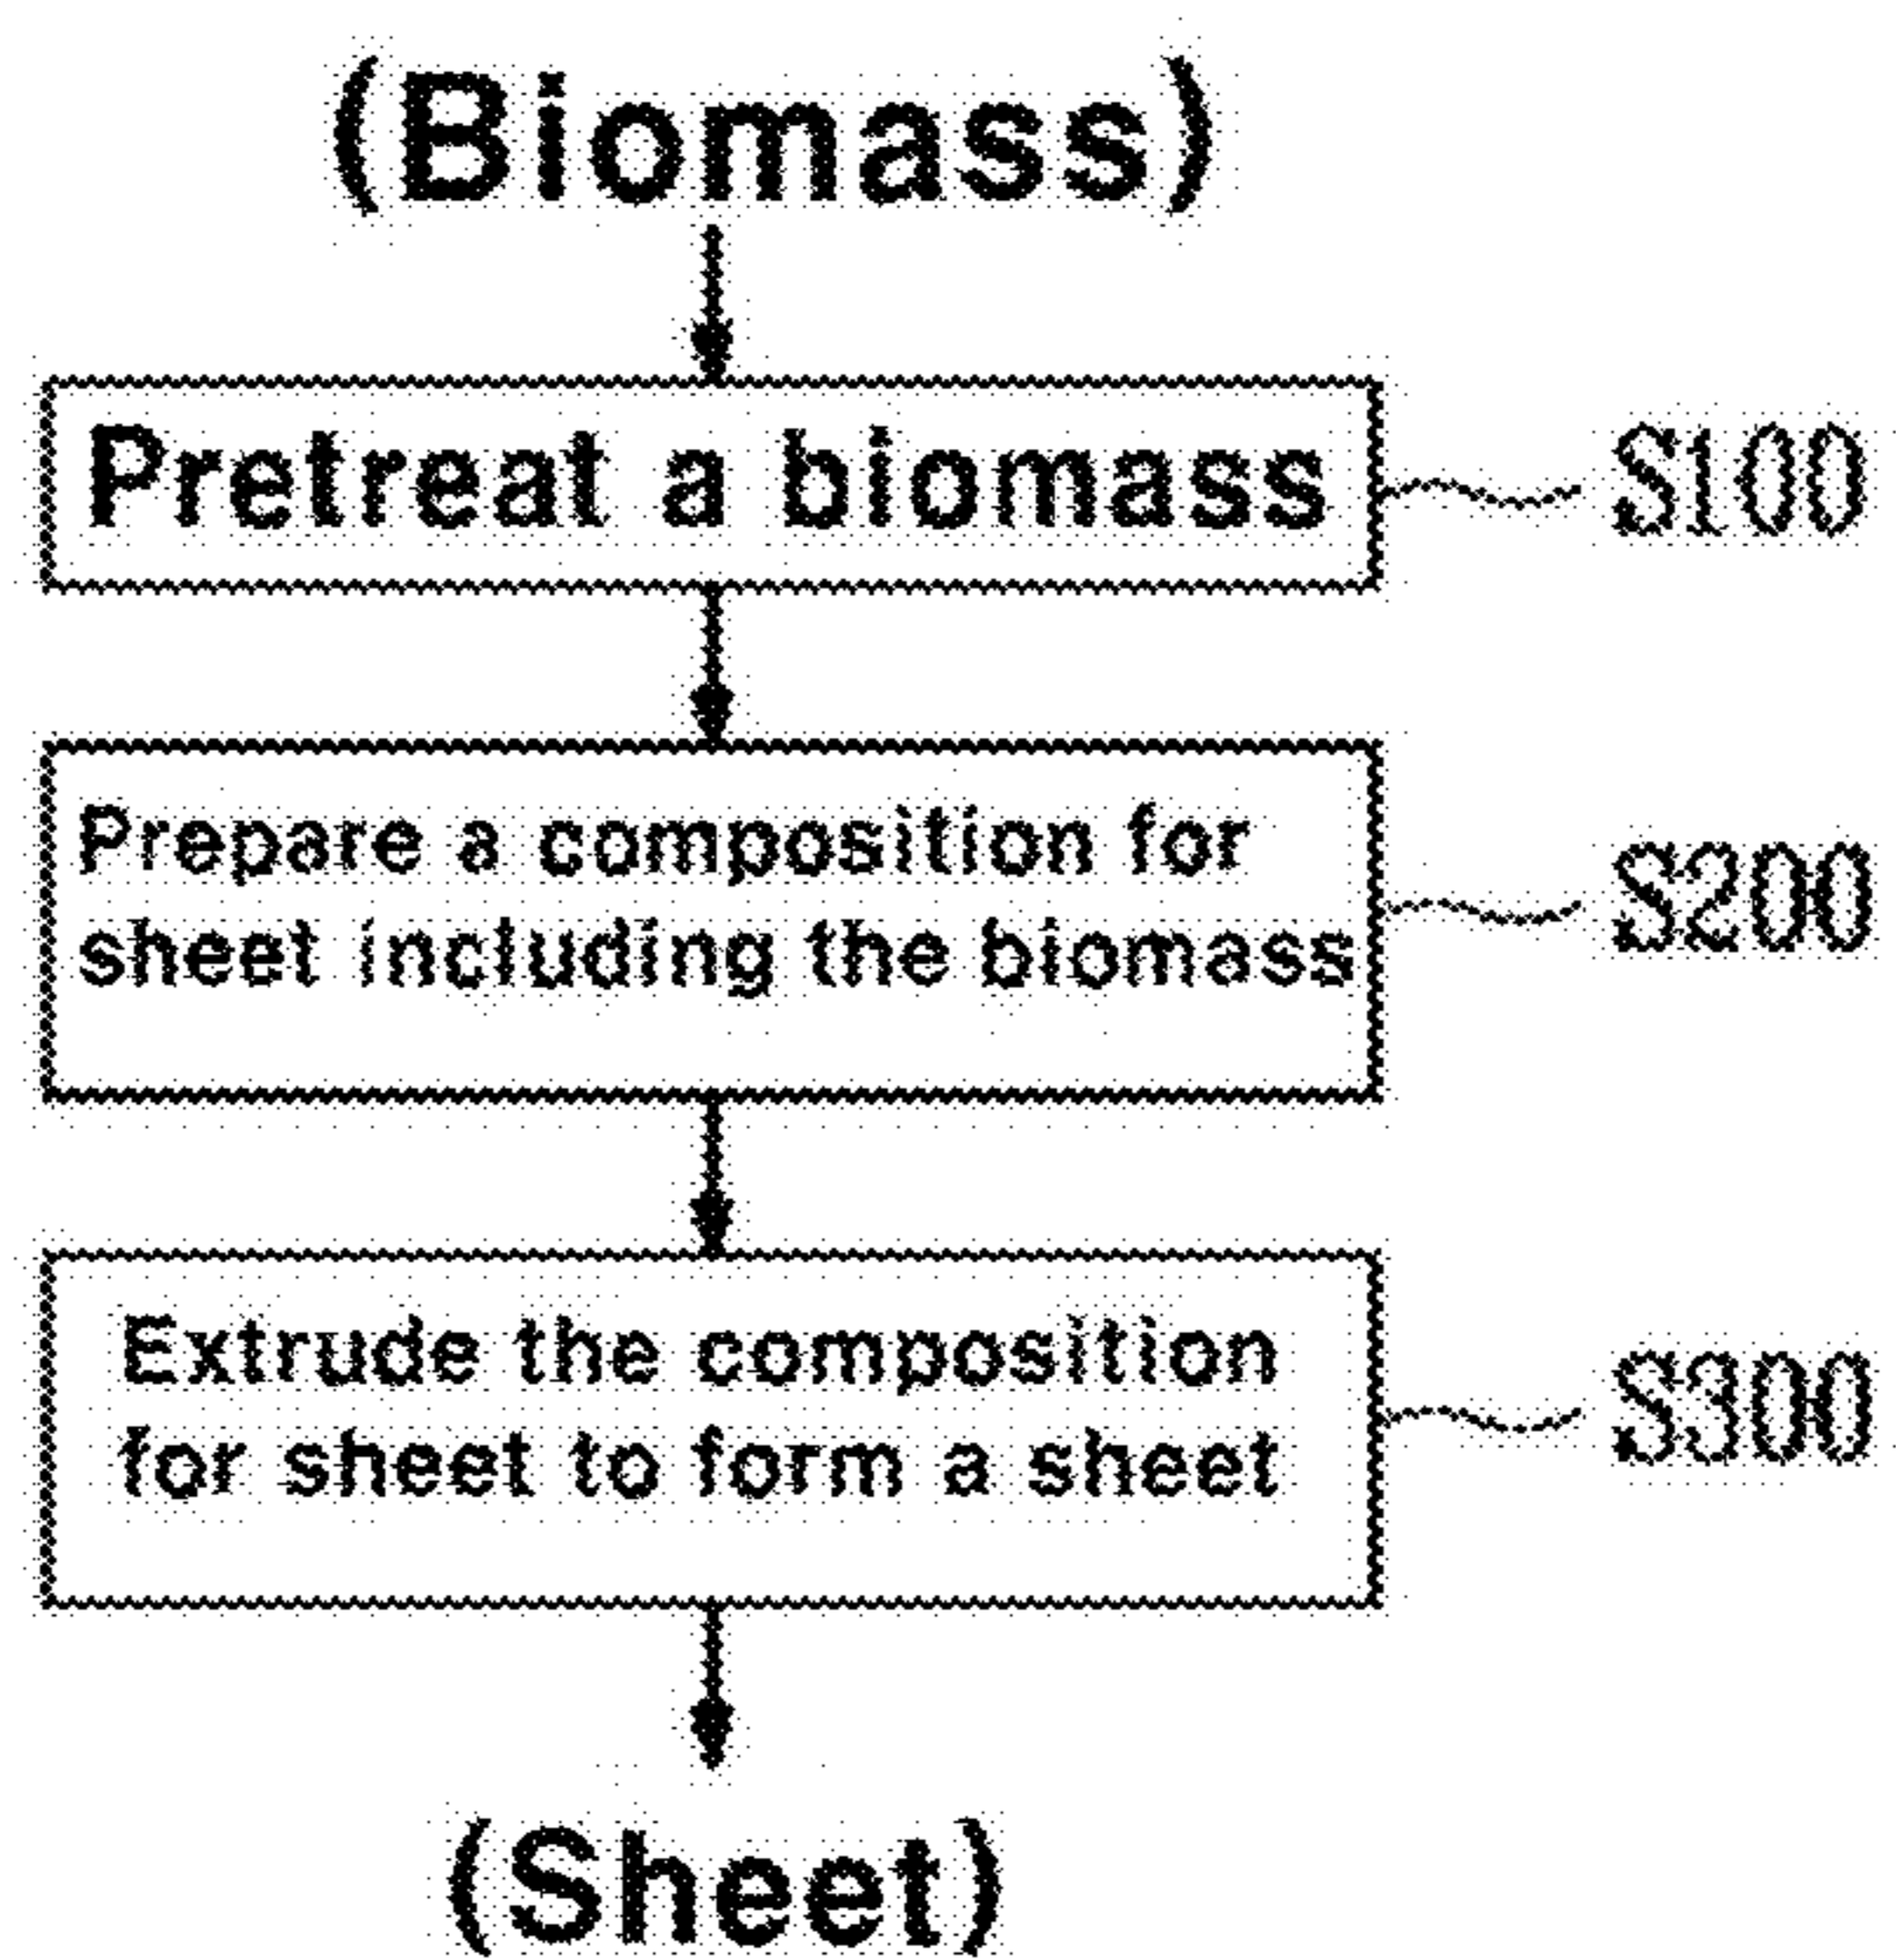 (Biomass)
Pretreat a biomass
S100
Prepare a composition for
sheet including the biomass
S200
Extrude the composition
for sheet to form a sheet
S300
(Sheet)